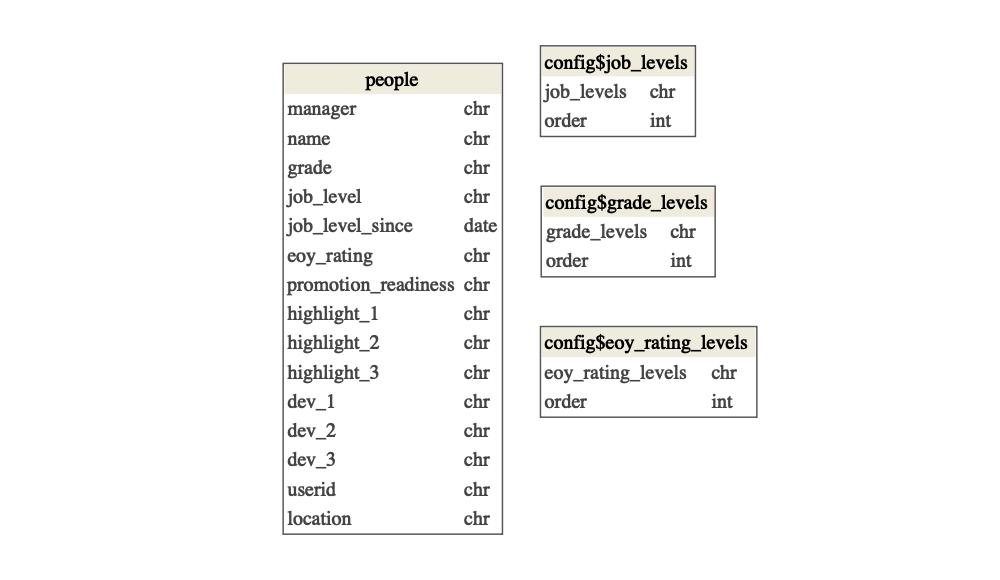 people
manager chr
name chr
grade chr
job_level chr
job_level_since date
eoy_rating chr
promotion_readiness chr
highlight_1 chr
highlight_2 chr
highlight_3 chr
dev_1 chr
dev_2 chr
dev_3 chr
userid chr
location chr
config$job_levels
job_levels chr
order int
config$grade_levels
grade_levels chr
order int
config$eoy_rating_levels
eoy_rating_levels chr
order int